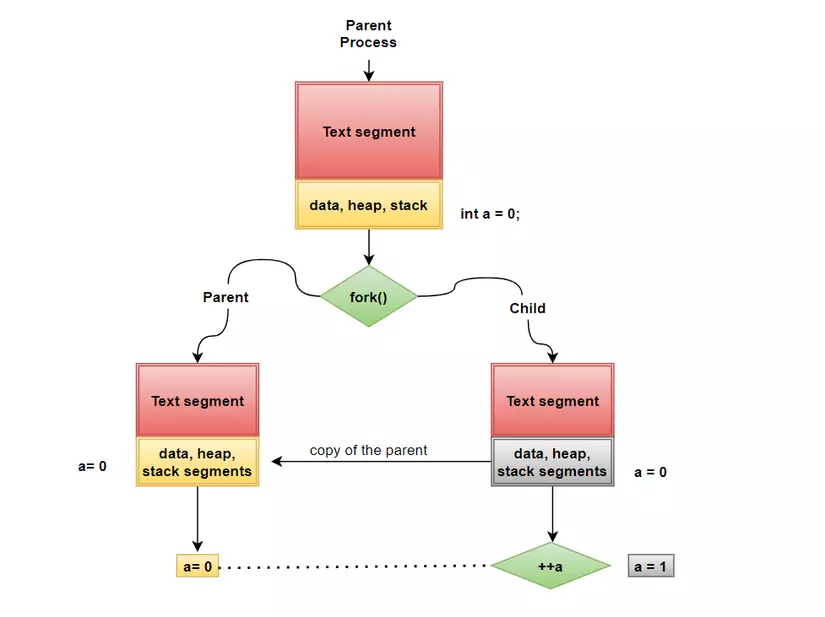 Parent
Process
Text segment
data, heap, stack
int a = 0;
fork()
Parent
Child
Text segment
Text segment
copy of the parent
data, heap,
stack segments
data, heap,
stack segments
a= 0
a = 0
a= 0
++a
a = 1